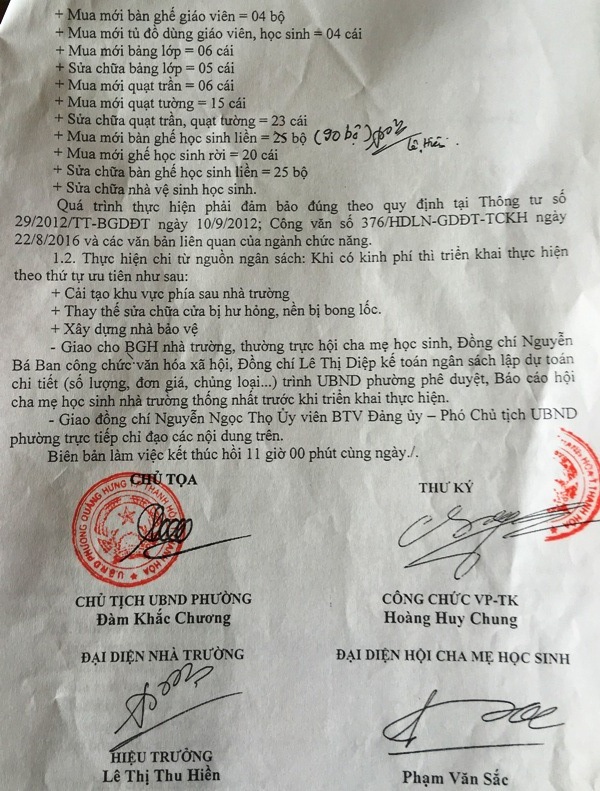 + Mua mới bàn ghế giáo viên = 04 bộ
+ Mua mới tủ đồ dùng giáo viên, học sinh = 04 cái
+ Mua mới bảng lớp = 06 cái
+ Sửa chữa bảng lớp = 05 cái
+ Mua mới quạt trần = 06 cái
+ Mua mới quạt tường = 15 cái
+ Sửa chữa quạt trần, quạt tường = 23 cái
+ Mua mới bàn ghế học sinh liền = 25 bộ (90 bộ) Lê Hiền
+ Mua mới ghế học sinh rời = 20 cái
+ Sửa chữa bàn ghế học sinh liền = 25 bộ
+ Sửa chữa nhà vệ sinh học sinh.
Quá trình thực hiện phải đảm bảo đúng theo quy định tại Thông tư số
29/2012/TT-BGDĐT ngày 10/9/2012; Công văn số 376/HDLN-GDĐT-TCKH ngày
22/8/2016 và các văn bản liên quan của ngành chức năng.
1.2. Thực hiện chi từ nguồn ngân sách: Khi có kinh phí thì triển khai thực hiện
theo thứ tự ưu tiên như sau:
+ Cải tạo khu vực phía sau nhà trường
+ Thay thế sửa chữa cửa bị hư hỏng, nền bị bong lốc.
+ Xây dựng nhà bảo vệ
- Giao cho BGH nhà trường, thường trực hội cha mẹ học sinh, Đồng chí Nguyễn
Bá Ban công chức văn hóa xã hội, Đồng chí Lê Thị Diệp kế toán ngân sách lập dự toán
chi tiết (số lượng, đơn giá, chủng loại...) trình UBND phường phê duyệt, Báo cáo hội
cha mẹ học sinh nhà trường thống nhất trước khi triển khai thực hiện.
- Giao đồng chí Nguyễn Ngọc Thọ Ủy viên BTV Đảng ủy – Phó Chủ tịch UBND
phường trực tiếp chỉ đạo các nội dung trên.
Biên bản làm việc kết thúc hồi 11 giờ 00 phút cùng ngày./.
CHỦ TỌA
THƯ KÝ
U.B.N.D PHƯỜNG QUẢNG HƯNG T.P THANH HÓA
THANH HÓA
CHỦ TỊCH UBND PHƯỜNG
CÔNG CHỨC VP-TK
Đàm Khắc Chương
Hoàng Huy Chung
ĐẠI DIỆN NHÀ TRƯỜNG
ĐẠI DIỆN HỘI CHA MẸ HỌC SINH
HIỆU TRƯỞNG
Lê Thị Thu Hiền
Phạm Văn Sắc